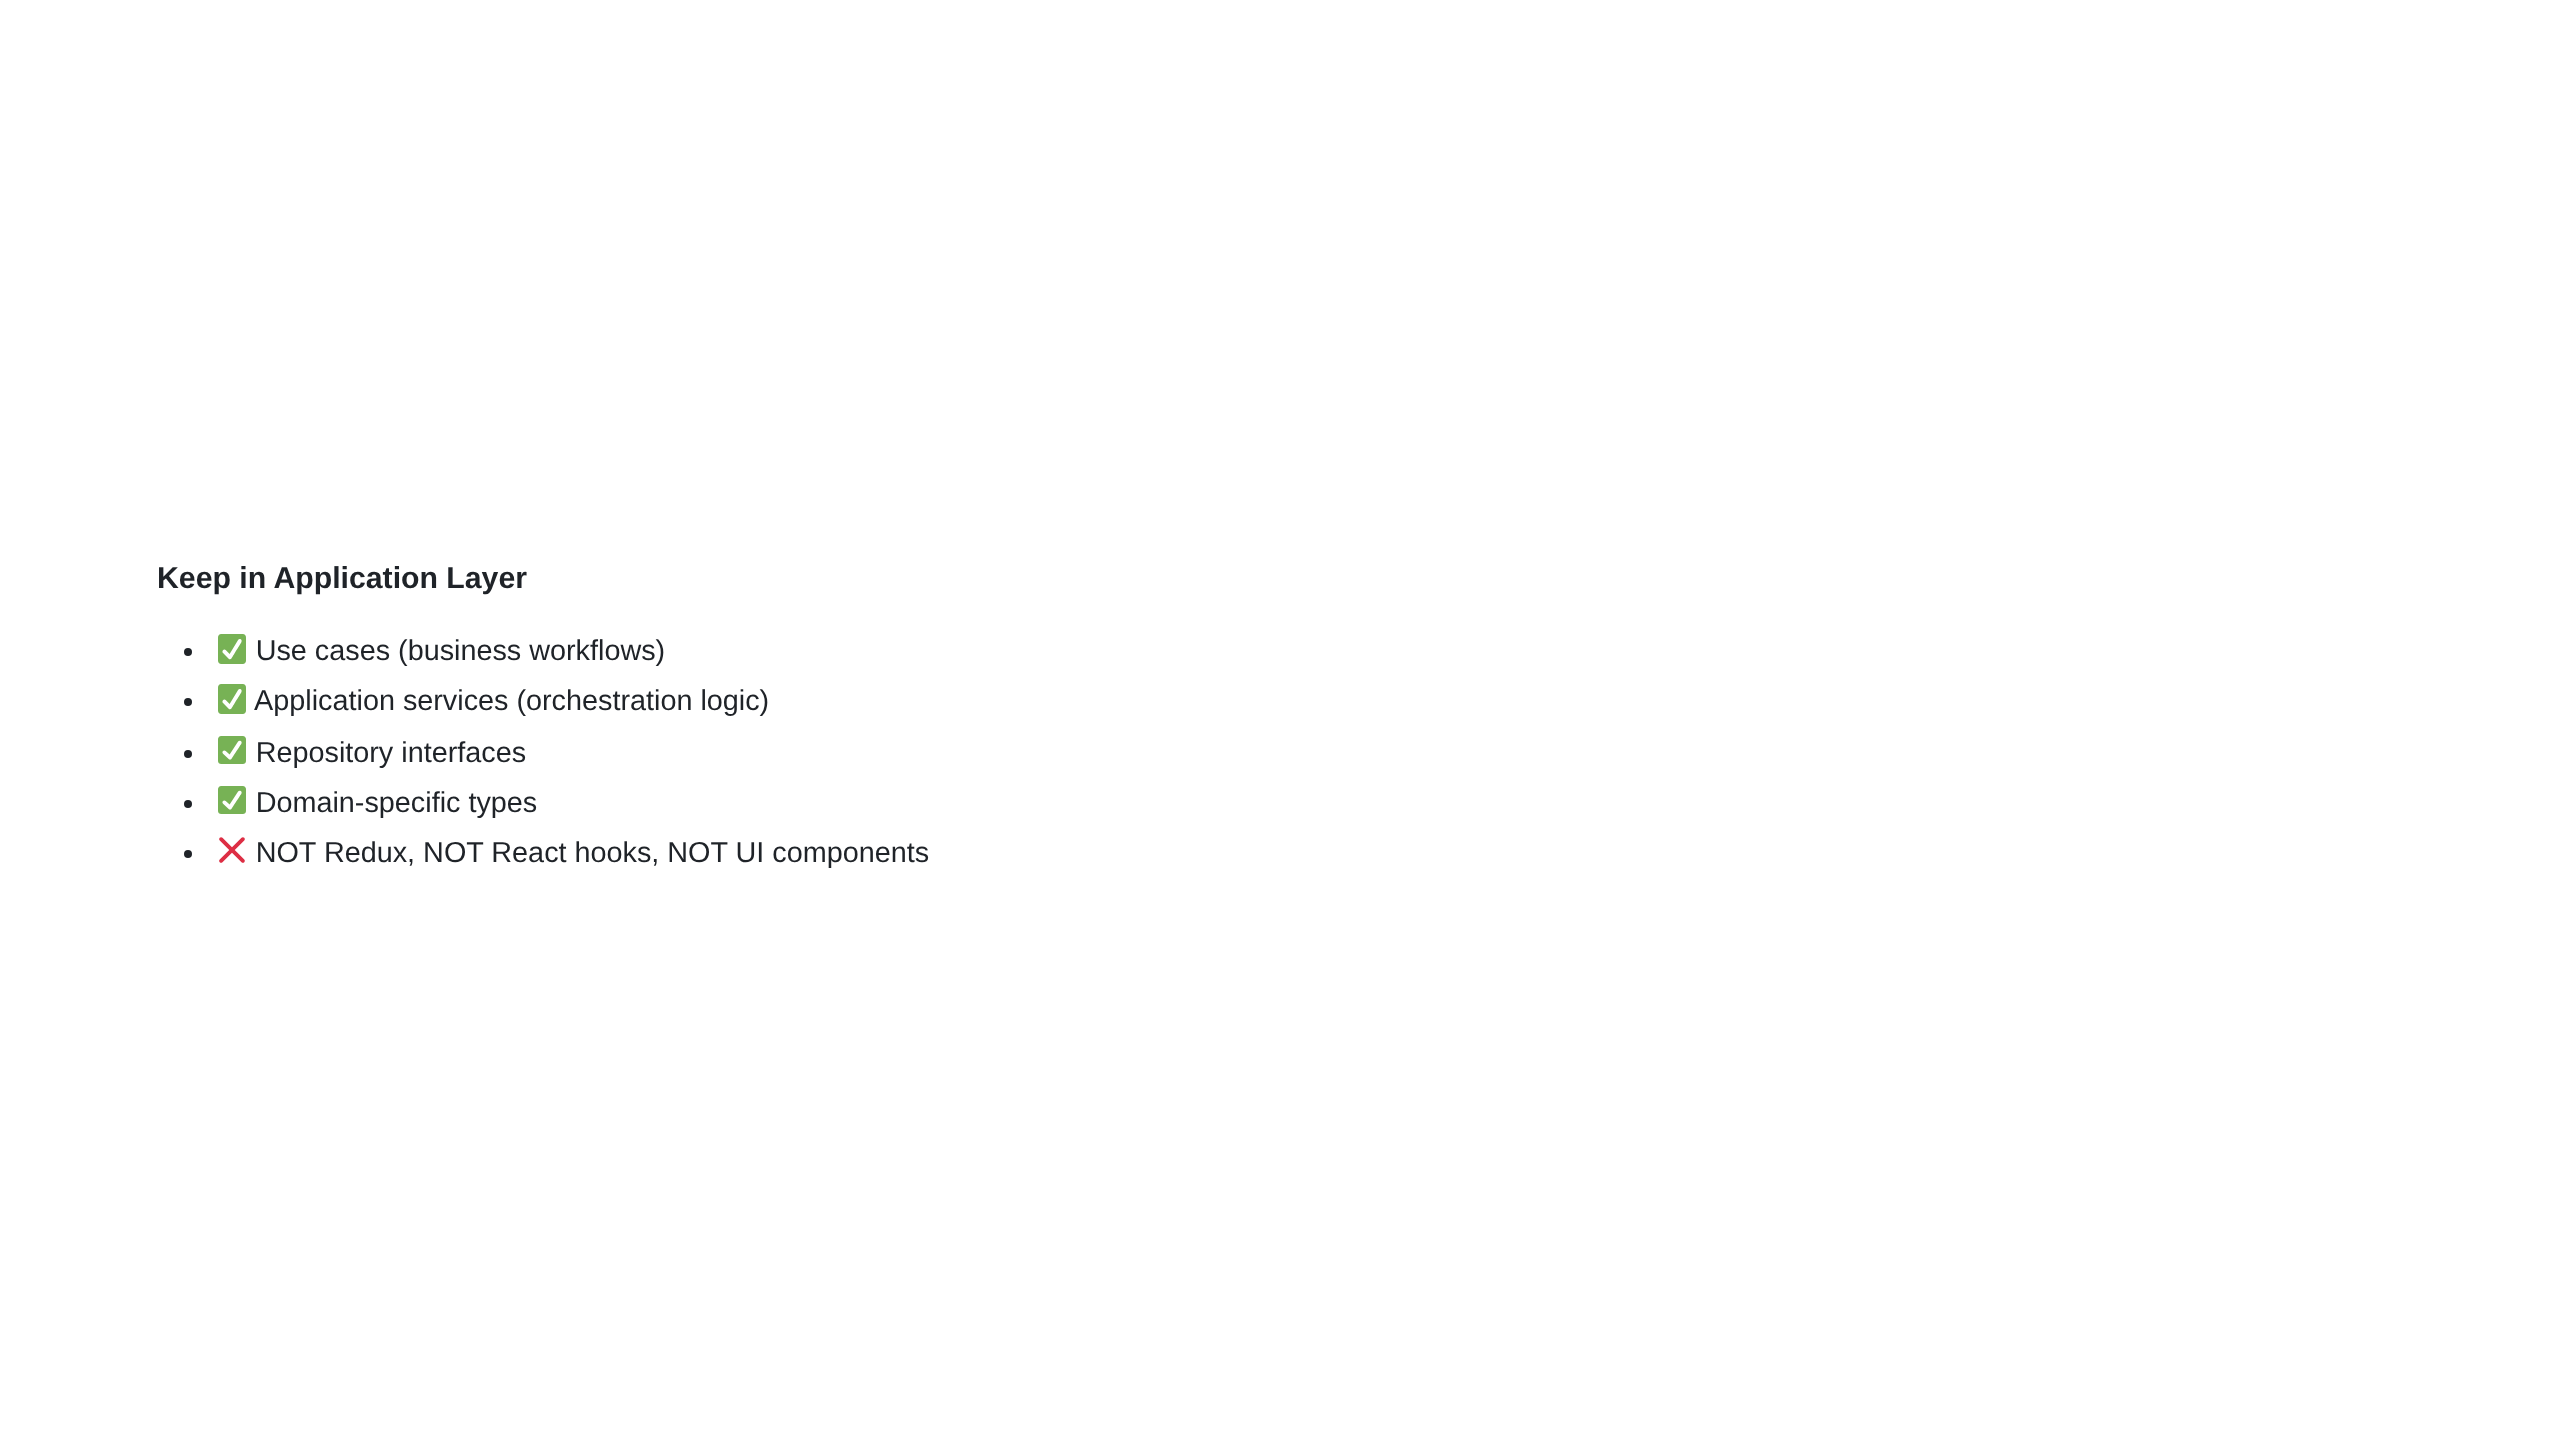 Keep in Application Layer
• ✅ Use cases (business workflows)
• ✅ Application services (orchestration logic)
• ✅ Repository interfaces
• ✅ Domain-specific types
• ❌ NOT Redux, NOT React hooks, NOT UI components